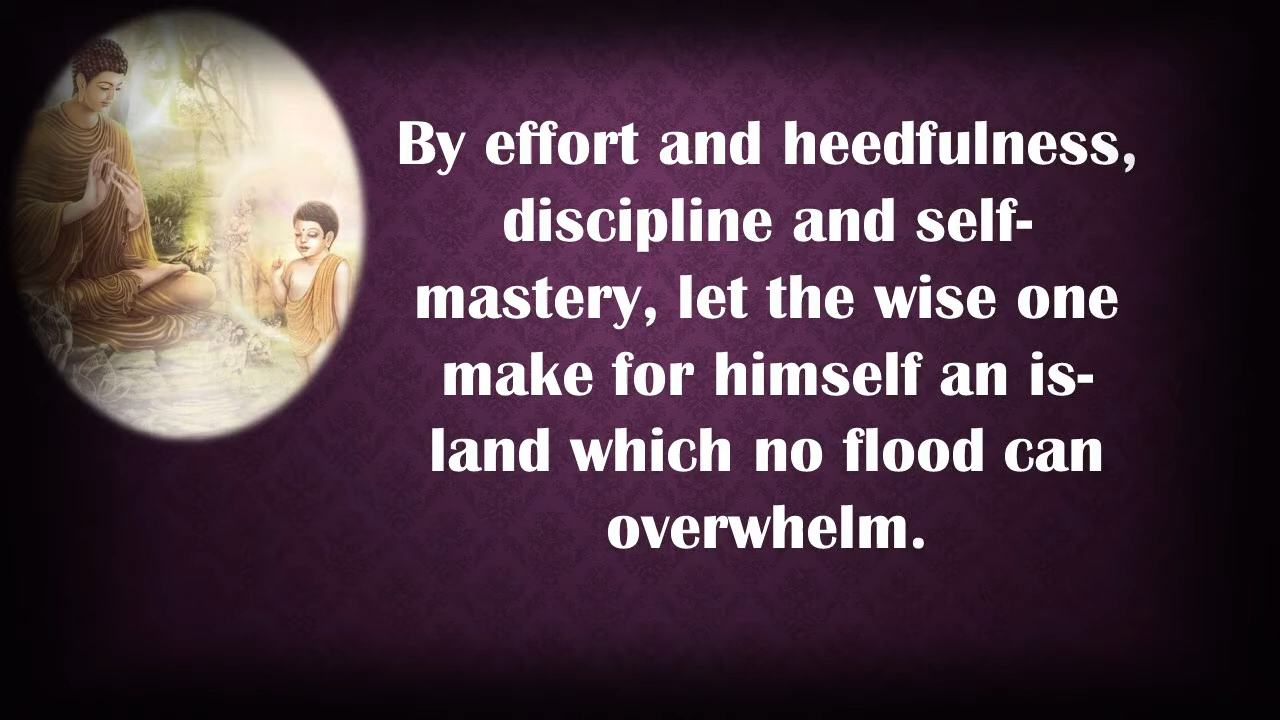 By effort and heedfulness,
discipline and self-
mastery, let the wise one
make for himself an is-
land which no flood can
overwhelm.